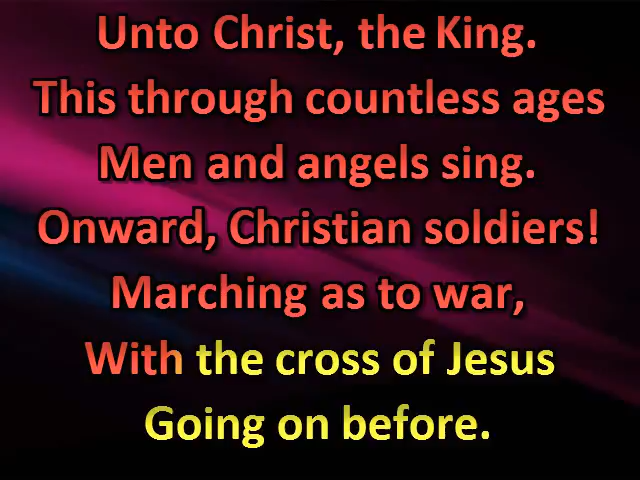 Unto Christ, the King.
This through countless ages
Men and angels sing.
Onward, Christian soldiers!
Marching as to war,
With the cross of Jesus
Going on before.